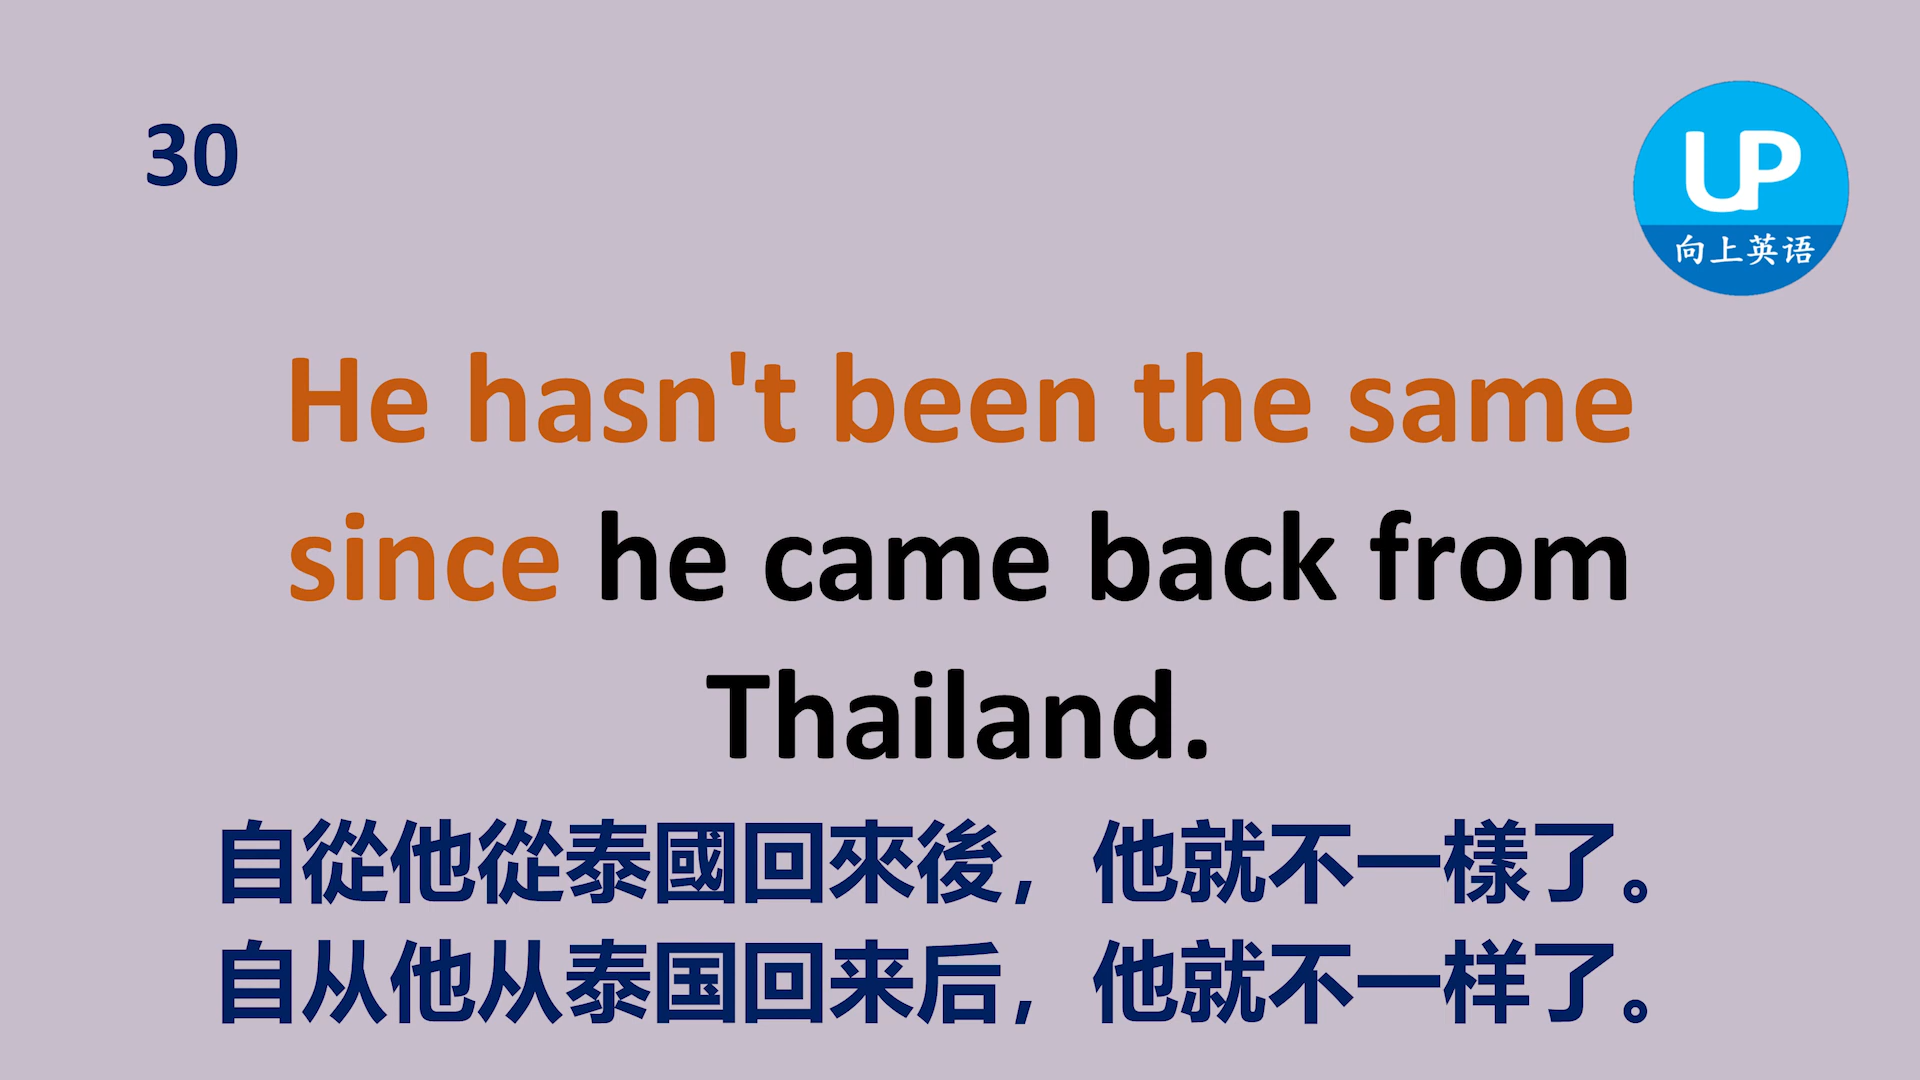 30
UP
向上英语
He hasn't been the same
since he came back from
Thailand.
自從他從泰國回來後，他就不一樣了。
自从他从泰国回来后，他就不一样了。